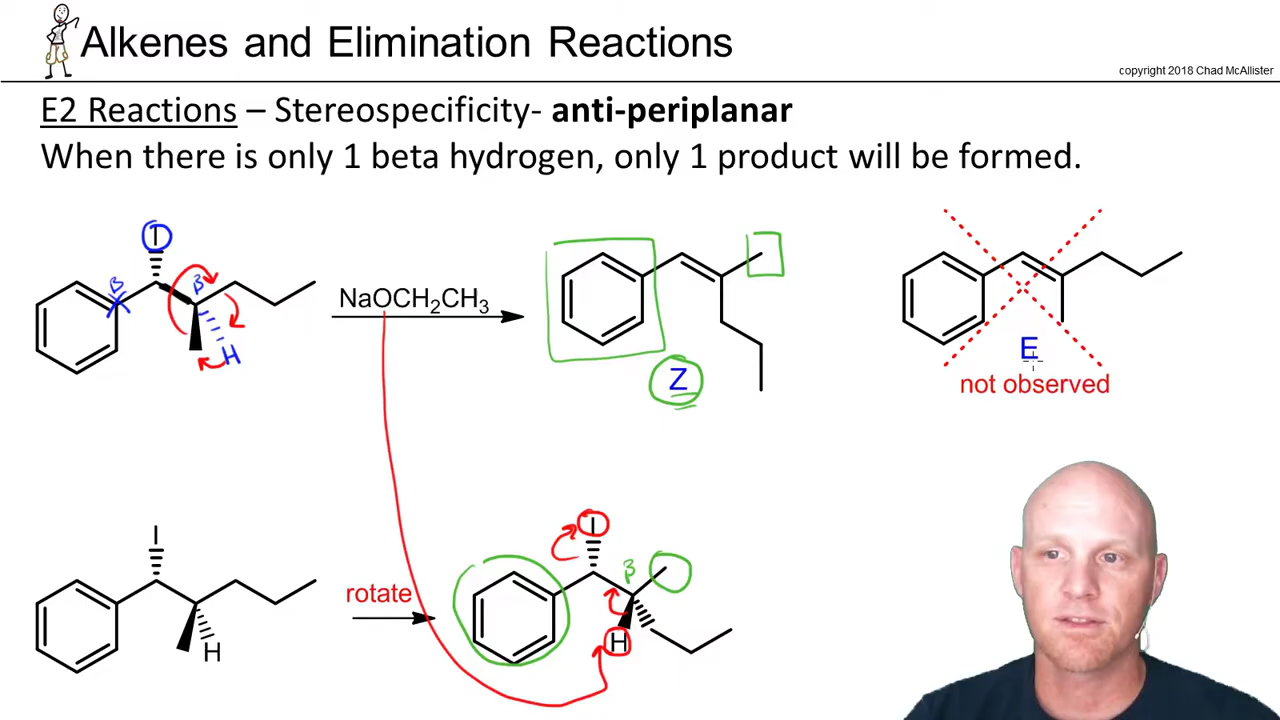 Alkenes and Elimination Reactions
copyright 2018 Chad McAllister
E2 Reactions – Stereospecificity- anti-periplanar
When there is only 1 beta hydrogen, only 1 product will be formed.
I
β
β
NaOCH₂CH₃
H
Z
E
not observed
I
I
β
rotate
H
H